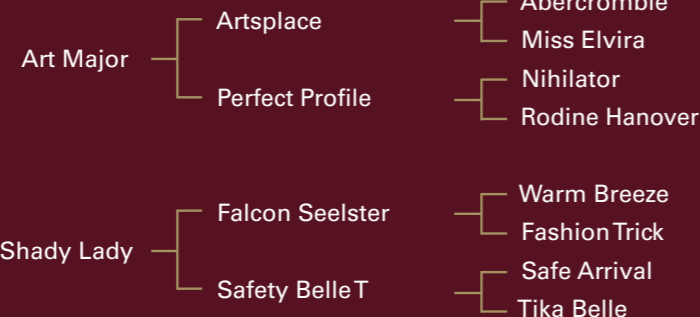 Abercrombie
Artsplace
Miss Elvira
Art Major
Nihilator
Perfect Profile
Rodine Hanover
Warm Breeze
Falcon Seelster
Fashion Trick
Shady Lady
Safe Arrival
Safety Belle T
Tika Belle